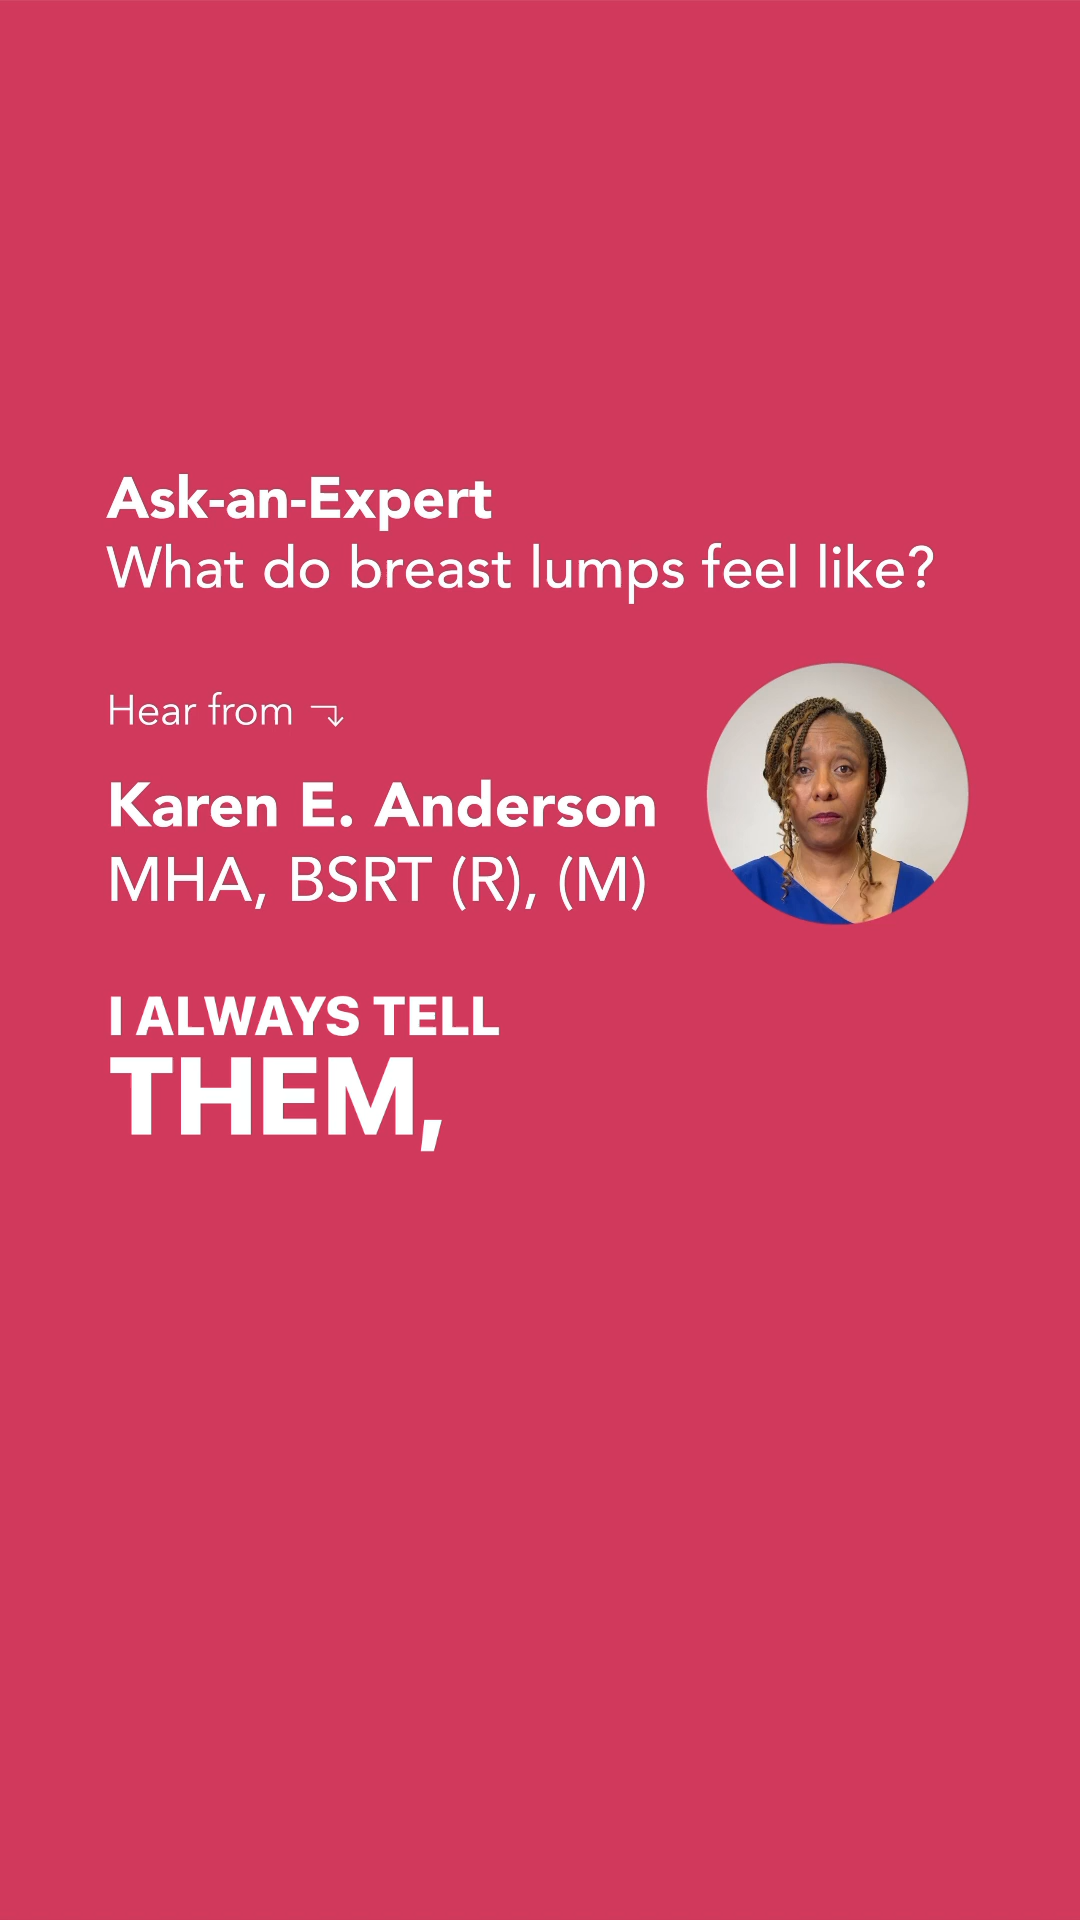 Ask-an-Expert
What do breast lumps feel like?
Hear from
Karen E. Anderson
MHA, BSRT (R), (M)
I ALWAYS TELL
THEM,